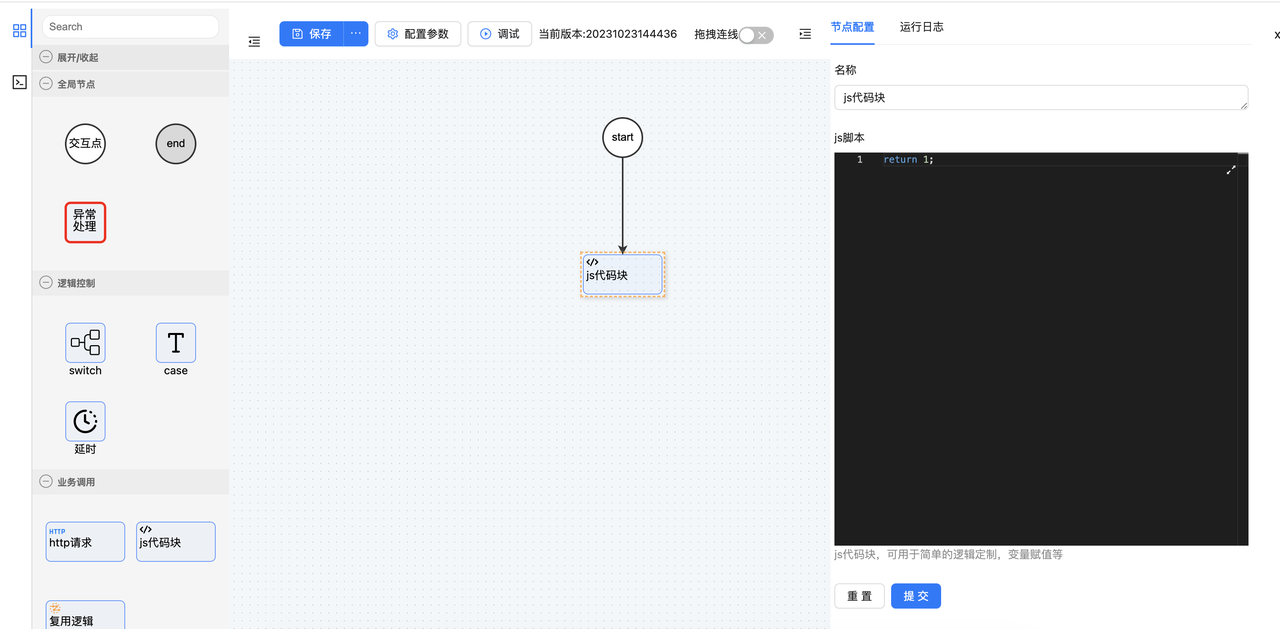 Search
展开/收起
全局节点
交互点
end
异常
处理
逻辑控制
switch
case
延时
业务调用
HTTP
http请求
</>
js代码块
复用逻辑
保存
...
配置参数
调试
当前版本:20231023144436
拖拽连线
start
</>
js代码块
节点配置
运行日志
x
名称
js代码块
js脚本
1 return 1;
js代码块，可用于简单的逻辑定制，变量赋值等
重 置
提 交